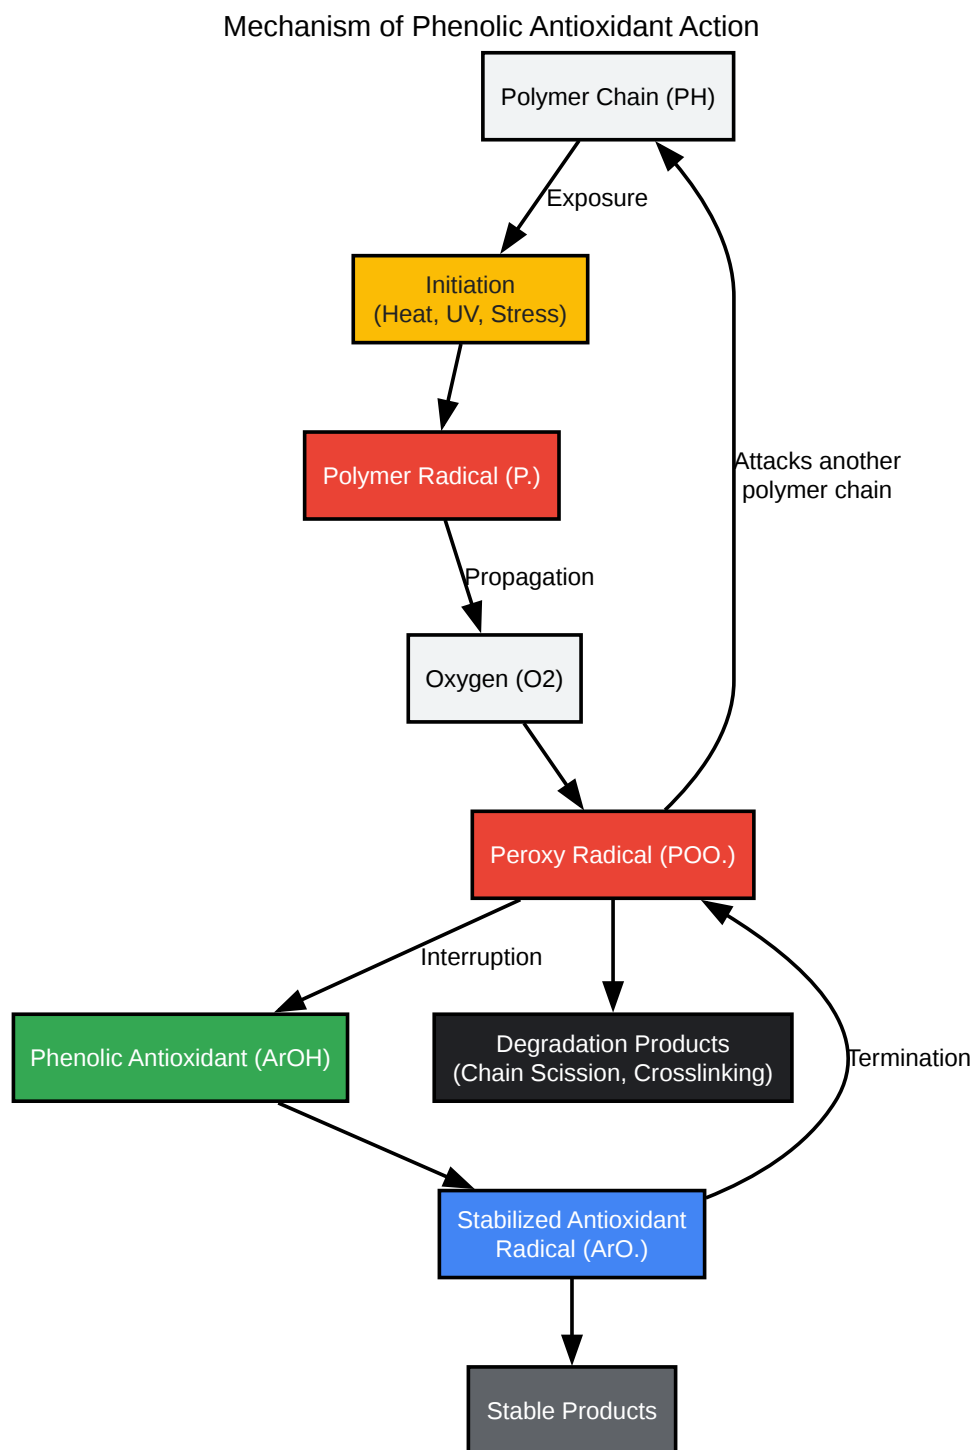 Mechanism of Phenolic Antioxidant Action
Polymer Chain (PH)
Exposure
Initiation
(Heat, UV, Stress)
Polymer Radical (P.)
Attacks another
polymer chain
Propagation
Oxygen (O2)
Peroxy Radical (POO.)
Interruption
Phenolic Antioxidant (ArOH)
Degradation Products
(Chain Scission, Crosslinking)
Termination
Stabilized Antioxidant
Radical (ArO.)
Stable Products